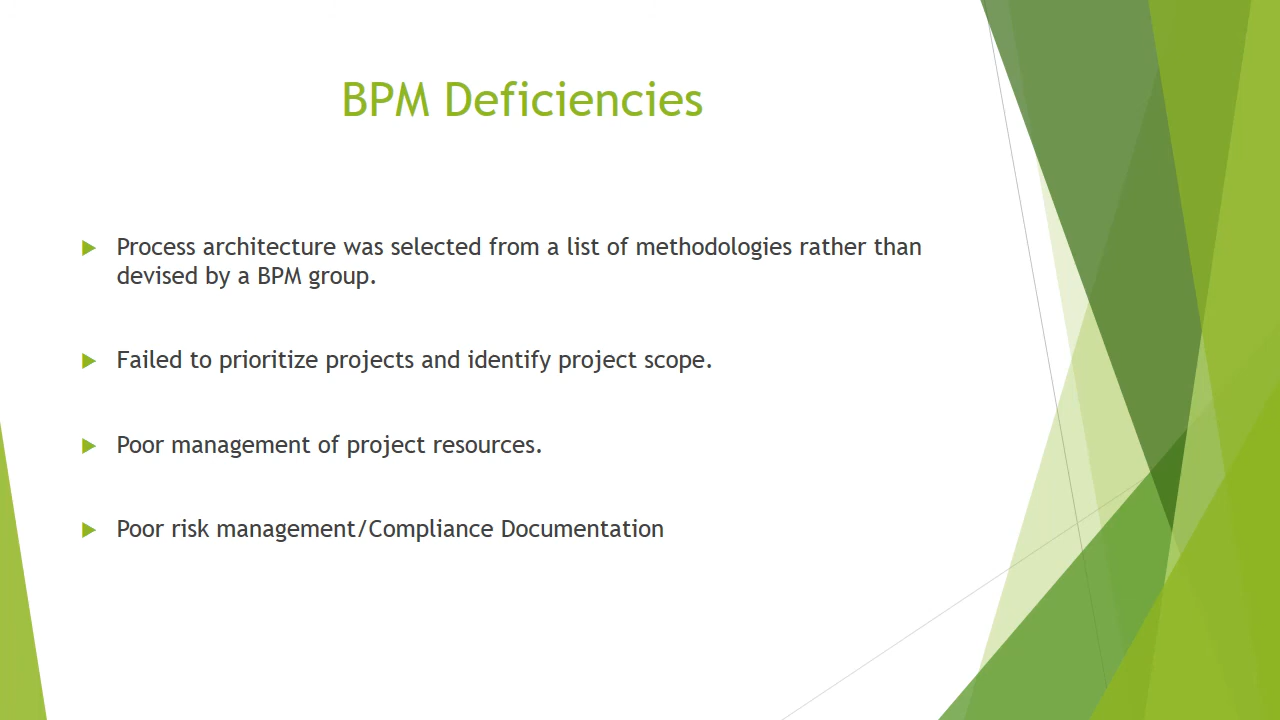 BPM Deficiencies
Process architecture was selected from a list of methodologies rather than
devised by a BPM group.
Failed to prioritize projects and identify project scope.
Poor management of project resources.
Poor risk management/Compliance Documentation